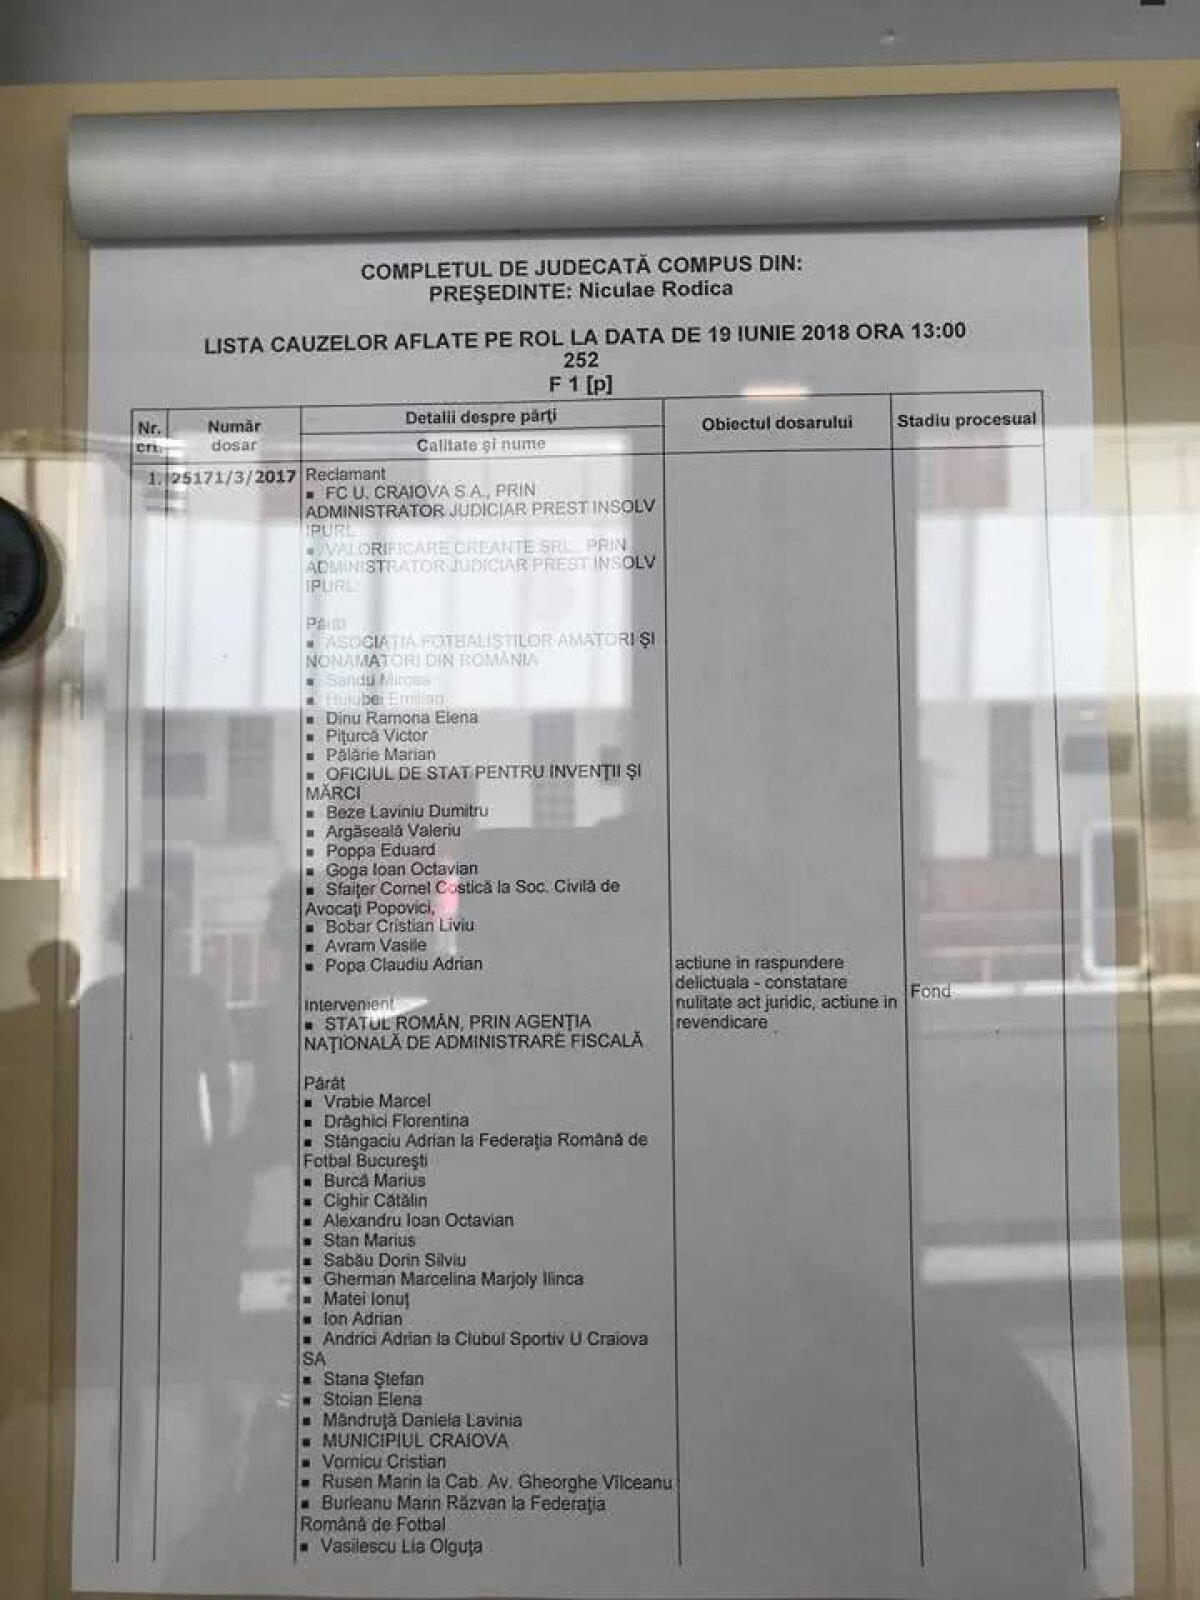 COMPLETUL DE JUDECATĂ COMPUS DIN:
PREŞEDINTE: Niculae Rodica
LISTA CAUZELOR AFLATE PE ROL LA DATA DE 19 IUNIE 2018 ORA 13:00
252
F 1 [p]
Nr. crt.
Număr dosar
Detalii despre părţi
Calitate şi nume
Obiectul dosarului
Stadiu procesual
1. 25171/3/2017
Reclamant
▪ FC U. CRAIOVA S.A., PRIN
ADMINISTRATOR JUDICIAR PREST INSOLV
IPURL
▪ VALORIFICARE CREANTE SRL, PRIN
ADMINISTRATOR JUDICIAR PREST INSOLV
IPURL
Pârât
▪ ASOCIAŢIA FOTBALIŞTILOR AMATORI ŞI
NONAMATORI DIN ROMÂNIA
▪ Sandu Mircea
▪ Hulubei Emilian
▪ Dinu Ramona Elena
▪ Piţurcă Victor
▪ Pălărie Marian
▪ OFICIUL DE STAT PENTRU INVENŢII ŞI
MĂRCI
▪ Beze Laviniu Dumitru
▪ Argăseală Valeriu
▪ Poppa Eduard
▪ Goga Ioan Octavian
▪ Sfaiţer Cornel Costică la Soc. Civilă de
Avocaţi Popovici,
▪ Bobar Cristian Liviu
▪ Avram Vasile
▪ Popa Claudiu Adrian
Intervenient
▪ STATUL ROMÂN, PRIN AGENŢIA
NAŢIONALĂ DE ADMINISTRARE FISCALĂ
Pârât
▪ Vrabie Marcel
▪ Drăghici Florentina
▪ Stângaciu Adrian la Federaţia Română de
Fotbal Bucureşti
▪ Burcă Marius
▪ Cighir Cătălin
▪ Alexandru Ioan Octavian
▪ Stan Marius
▪ Sabău Dorin Silviu
▪ Gherman Marcelina Marjoly Ilinca
▪ Matei Ionuţ
▪ Ion Adrian
▪ Andrici Adrian la Clubul Sportiv U Craiova
SA
▪ Stana Ştefan
▪ Stoian Elena
▪ Mândruţă Daniela Lavinia
▪ MUNICIPIUL CRAIOVA
▪ Vornicu Cristian
▪ Rusen Marin la Cab. Av. Gheorghe Vîlceanu
▪ Burleanu Marin Răzvan la Federaţia
Română de Fotbal
▪ Vasilescu Lia Olguţa
actiune in raspundere
delictuala - constatare
nulitate act juridic, actiune in
revendicare
Fond